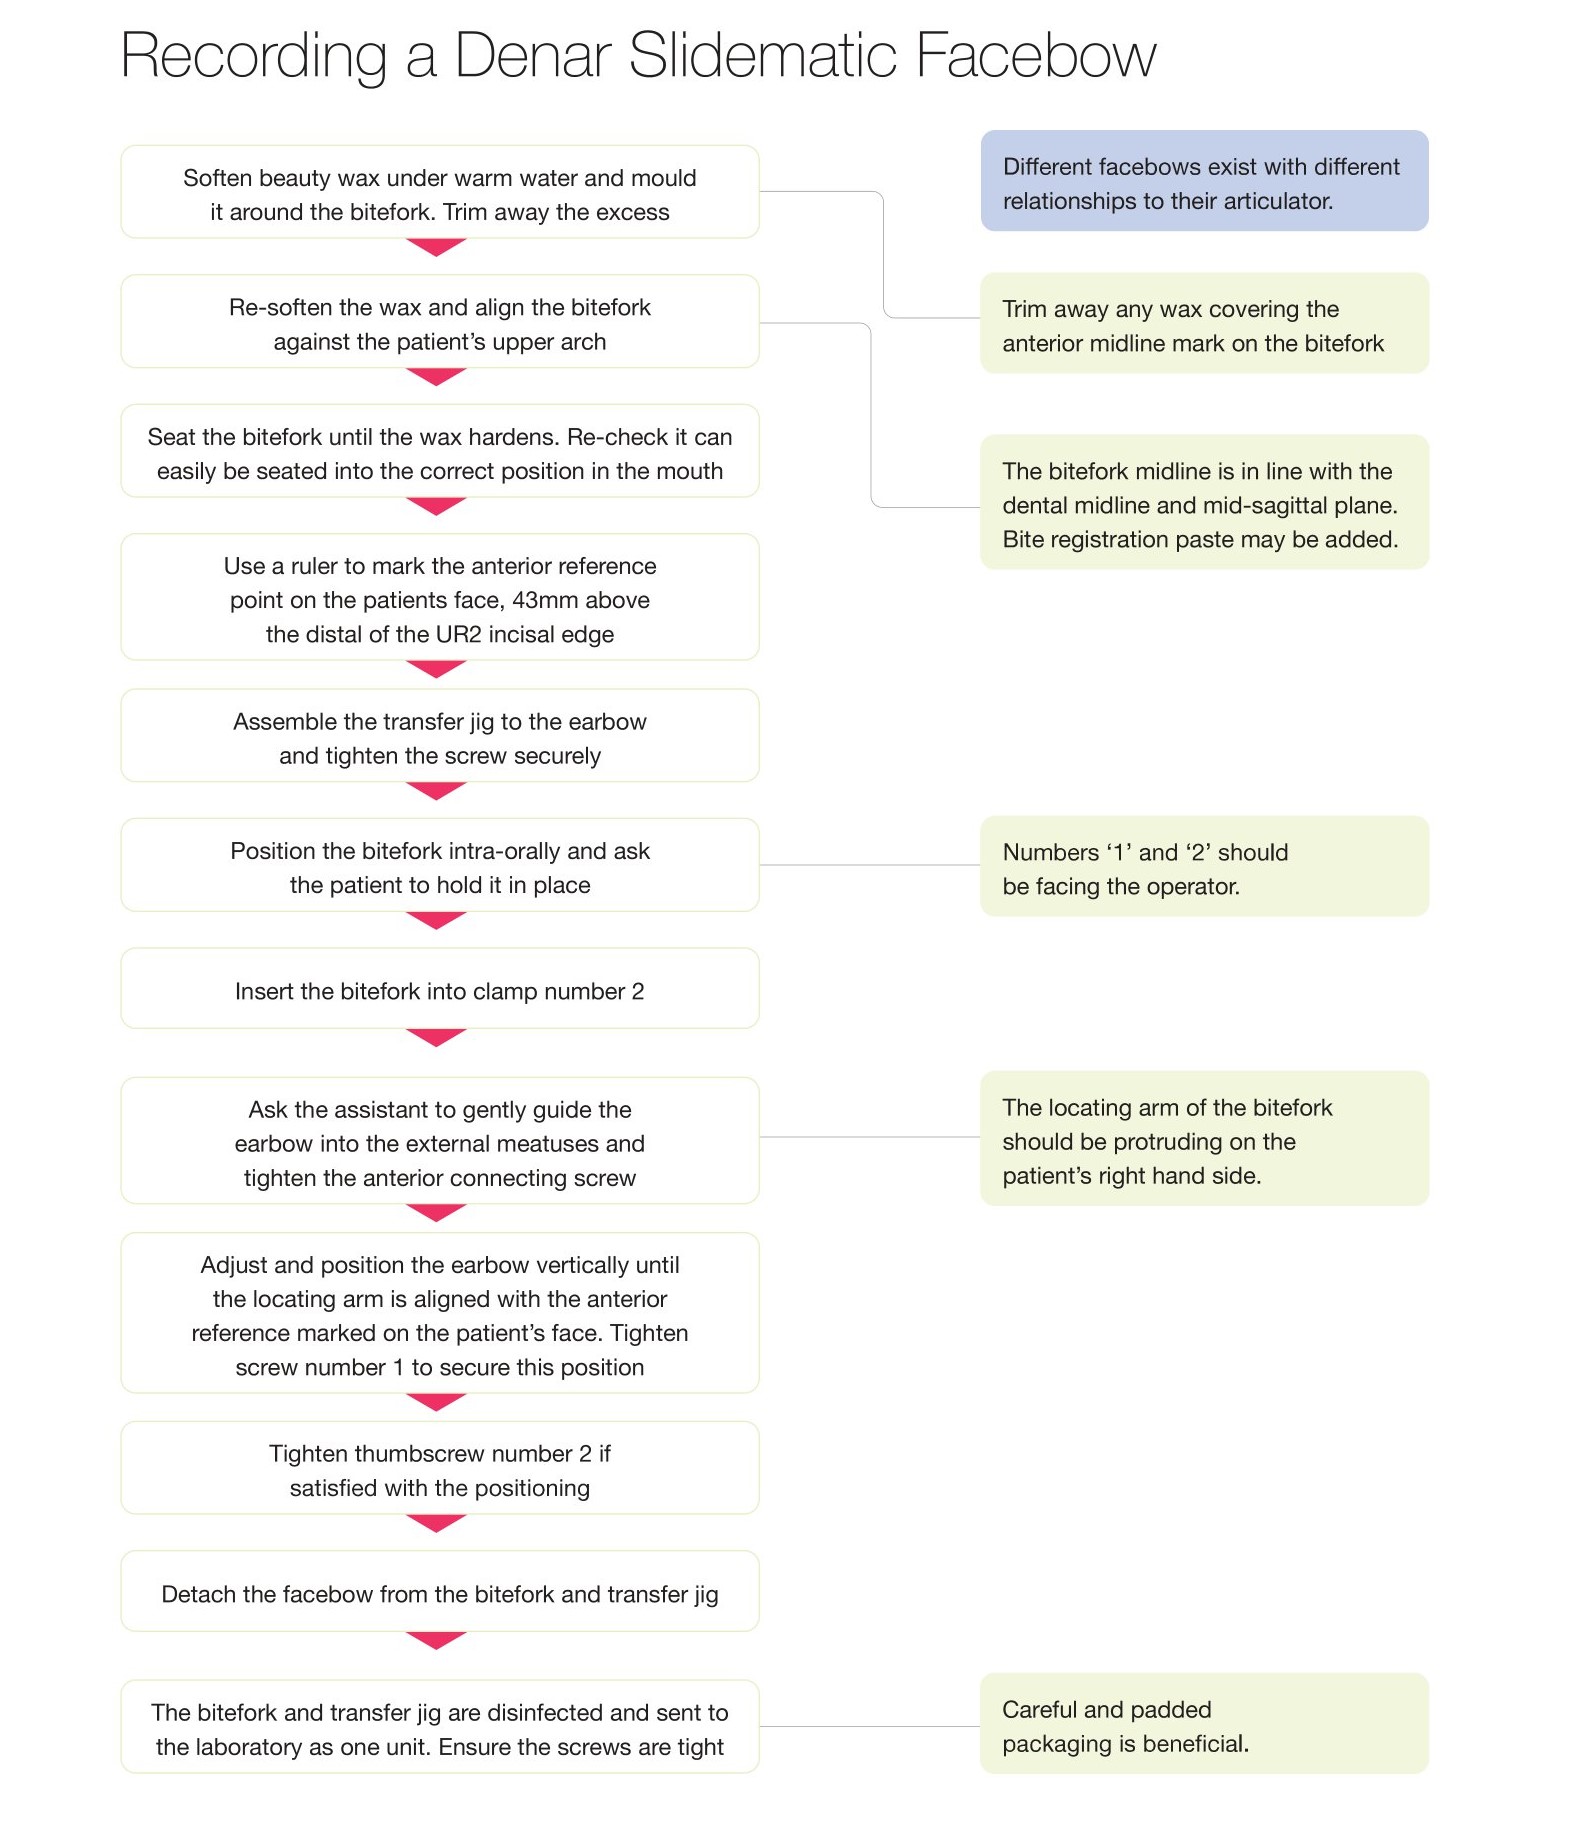 Recording a Denar Slidematic Facebow
Soften beauty wax under warm water and mould
it around the bitefork. Trim away the excess
Different facebows exist with different
relationships to their articulator.
Trim away any wax covering the
anterior midline mark on the bitefork
Re-soften the wax and align the bitefork
against the patient’s upper arch
The bitefork midline is in line with the
dental midline and mid-sagittal plane.
Bite registration paste may be added.
Seat the bitefork until the wax hardens. Re-check it can
easily be seated into the correct position in the mouth
Use a ruler to mark the anterior reference
point on the patients face, 43mm above
the distal of the UR2 incisal edge
Assemble the transfer jig to the earbow
and tighten the screw securely
Position the bitefork intra-orally and ask
the patient to hold it in place
Numbers ‘1’ and ‘2’ should
be facing the operator.
Insert the bitefork into clamp number 2
Ask the assistant to gently guide the
earbow into the external meatuses and
tighten the anterior connecting screw
The locating arm of the bitefork
should be protruding on the
patient’s right hand side.
Adjust and position the earbow vertically until
the locating arm is aligned with the anterior
reference marked on the patient’s face. Tighten
screw number 1 to secure this position
Tighten thumbscrew number 2 if
satisfied with the positioning
Detach the facebow from the bitefork and transfer jig
The bitefork and transfer jig are disinfected and sent to
the laboratory as one unit. Ensure the screws are tight
Careful and padded
packaging is beneficial.